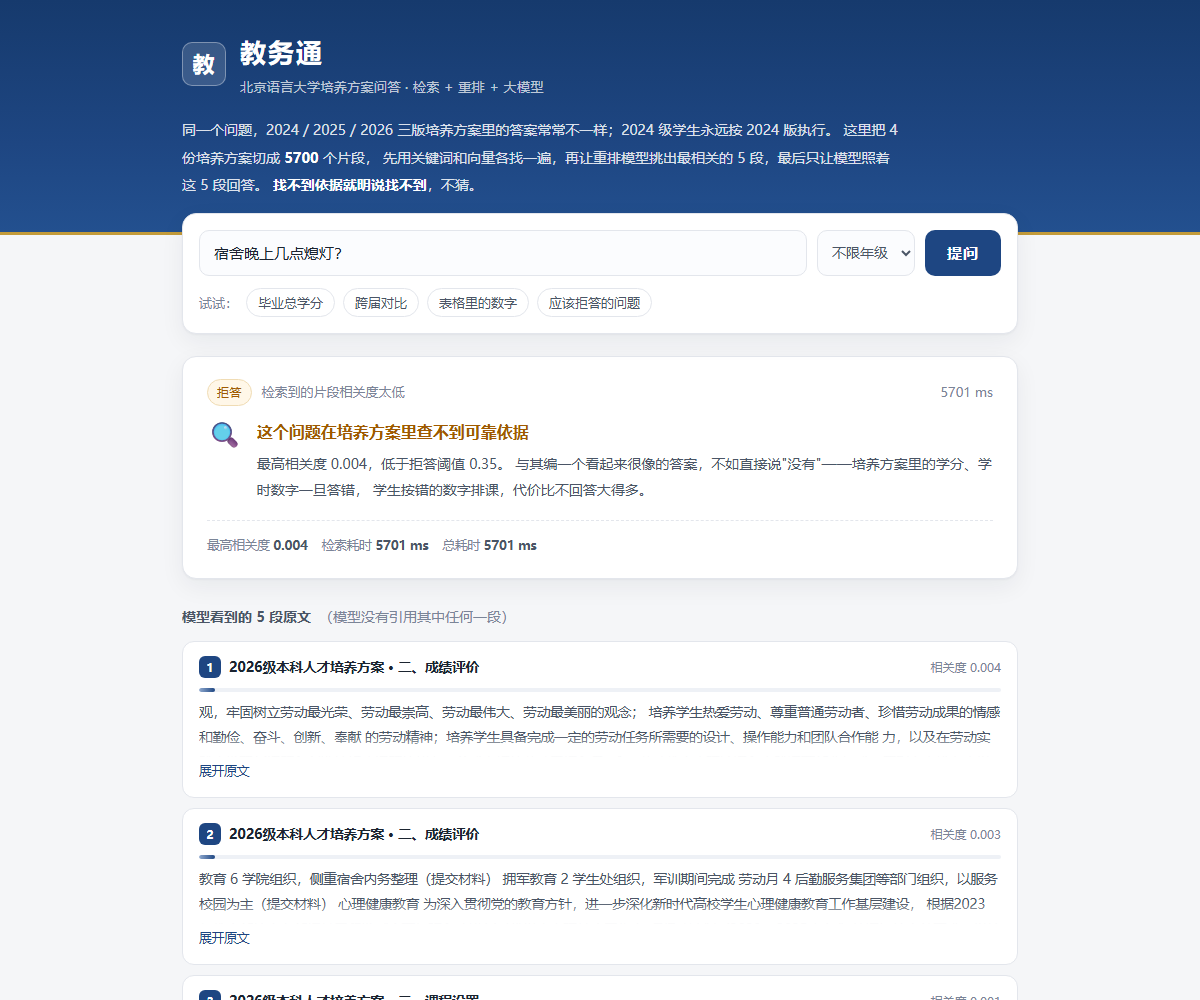 教
教务通
北京语言大学培养方案问答 · 检索 + 重排 + 大模型
同一个问题，2024 / 2025 / 2026 三版培养方案里的答案常常不一样；2024 级学生永远按 2024 版执行。 这里把 4
份培养方案切成 5700 个片段， 先用关键词和向量各找一遍，再让重排模型挑出最相关的 5 段，最后只让模型照着
这 5 段回答。 找不到依据就明说找不到，不猜。
宿舍晚上几点熄灯?
不限年级
提问
试试：
毕业总学分
跨届对比
表格里的数字
应该拒答的问题
拒答
检索到的片段相关度太低
5701 ms
这个问题在培养方案里查不到可靠依据
最高相关度 0.004，低于拒答阈值 0.35。 与其编一个看起来很像的答案，不如直接说"没有"——培养方案里的学分、学
时数字一旦答错， 学生按错的数字排课，代价比不回答大得多。
最高相关度 0.004 检索耗时 5701 ms 总耗时 5701 ms
模型看到的 5 段原文 （模型没有引用其中任何一段）
1 2026级本科人才培养方案 • 二、成绩评价
相关度 0.004
观，牢固树立劳动最光荣、劳动最崇高、劳动最伟大、劳动最美丽的观念； 培养学生热爱劳动、尊重普通劳动者、珍惜劳动成果的情感
和勤俭、奋斗、创新、奉献 的劳动精神；培养学生具备完成一定的劳动任务所需要的设计、操作能力和团队合作能 力，以及在劳动实
展开原文
2 2026级本科人才培养方案 • 二、成绩评价
相关度 0.003
教育 6 学院组织，侧重宿舍内务整理（提交材料） 拥军教育 2 学生处组织，军训期间完成 劳动月 4 后勤服务集团等部门组织，以服务
校园为主（提交材料） 心理健康教育 为深入贯彻党的教育方针，进一步深化新时代高校学生心理健康教育工作基层建设， 根据2023
展开原文